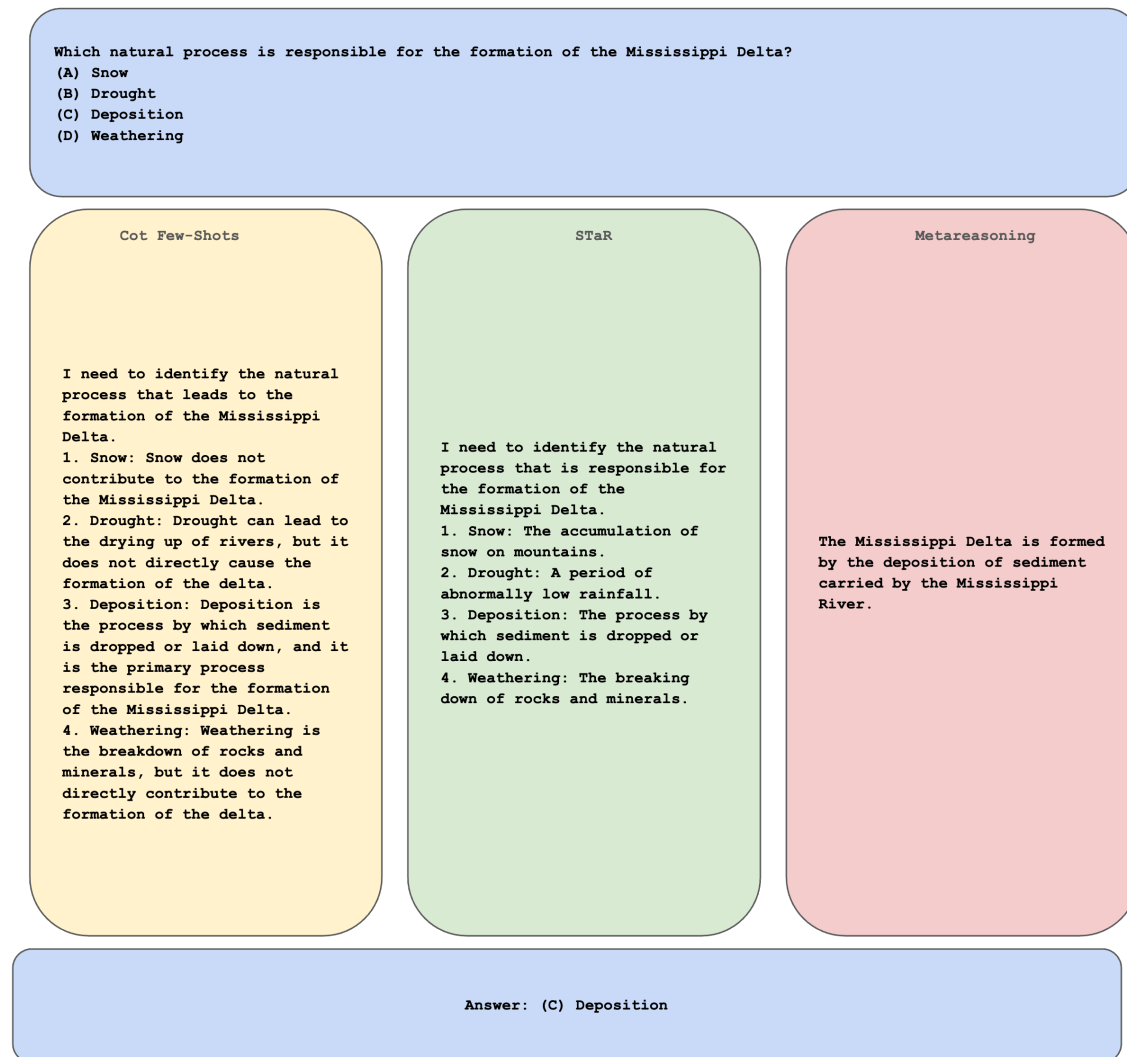 Which natural process is responsible for the formation of the Mississippi Delta?
(A) Snow
(B) Drought
(C) Deposition
(D) Weathering
Cot Few-Shots
I need to identify the natural
process that leads to the
formation of the Mississippi
Delta.
1. Snow: Snow does not
contribute to the formation of
the Mississippi Delta.
2. Drought: Drought can lead to
the drying up of rivers, but it
does not directly cause the
formation of the delta.
3. Deposition: Deposition is
the process by which sediment
is dropped or laid down, and it
is the primary process
responsible for the formation
of the Mississippi Delta.
4. Weathering: Weathering is
the breakdown of rocks and
minerals, but it does not
directly contribute to the
formation of the delta.
STaR
I need to identify the natural
process that is responsible for
the formation of the
Mississippi Delta.
1. Snow: The accumulation of
snow on mountains.
2. Drought: A period of
abnormally low rainfall.
3. Deposition: The process by
which sediment is dropped or
laid down.
4. Weathering: The breaking
down of rocks and minerals.
Metareasoning
The Mississippi Delta is formed
by the deposition of sediment
carried by the Mississippi
River.
Answer: (C) Deposition